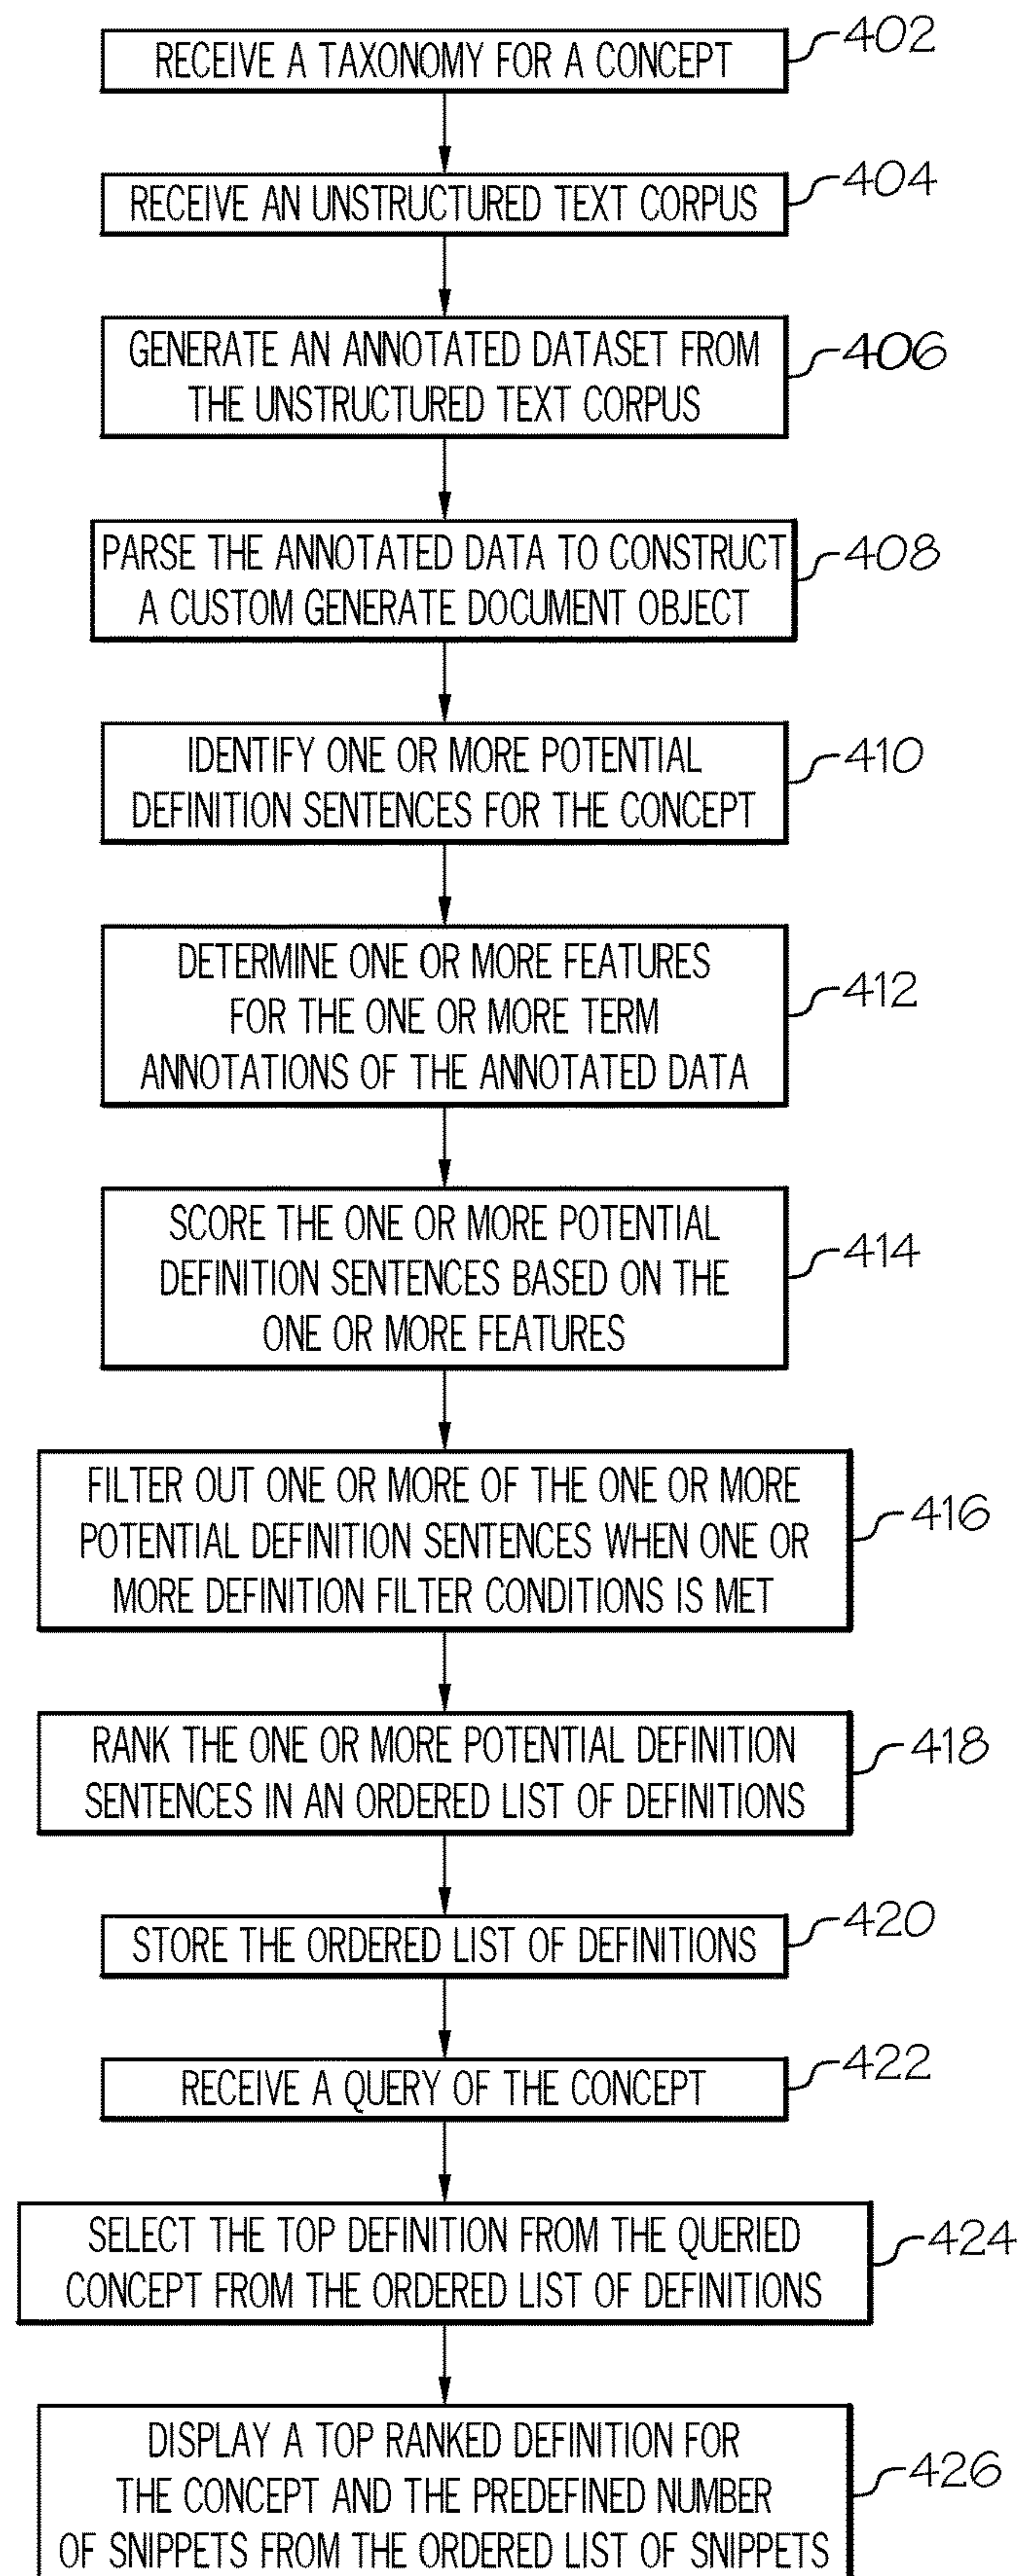 RECEIVE A TAXONOMY FOR A CONCEPT
402
RECEIVE AN UNSTRUCTURED TEXT CORPUS
404
GENERATE AN ANNOTATED DATASET FROM
THE UNSTRUCTURED TEXT CORPUS
406
PARSE THE ANNOTATED DATA TO CONSTRUCT
A CUSTOM GENERATE DOCUMENT OBJECT
408
IDENTIFY ONE OR MORE POTENTIAL
DEFINITION SENTENCES FOR THE CONCEPT
410
DETERMINE ONE OR MORE FEATURES
FOR THE ONE OR MORE TERM
ANNOTATIONS OF THE ANNOTATED DATA
412
SCORE THE ONE OR MORE POTENTIAL
DEFINITION SENTENCES BASED ON THE
ONE OR MORE FEATURES
414
FILTER OUT ONE OR MORE OF THE ONE OR MORE
POTENTIAL DEFINITION SENTENCES WHEN ONE OR
MORE DEFINITION FILTER CONDITIONS IS MET
416
RANK THE ONE OR MORE POTENTIAL DEFINITION
SENTENCES IN AN ORDERED LIST OF DEFINITIONS
418
STORE THE ORDERED LIST OF DEFINITIONS
420
RECEIVE A QUERY OF THE CONCEPT
422
SELECT THE TOP DEFINITION FROM THE QUERIED
CONCEPT FROM THE ORDERED LIST OF DEFINITIONS
424
DISPLAY A TOP RANKED DEFINITION FOR
THE CONCEPT AND THE PREDEFINED NUMBER
OF SNIPPETS FROM THE ORDERED LIST OF SNIPPETS
426